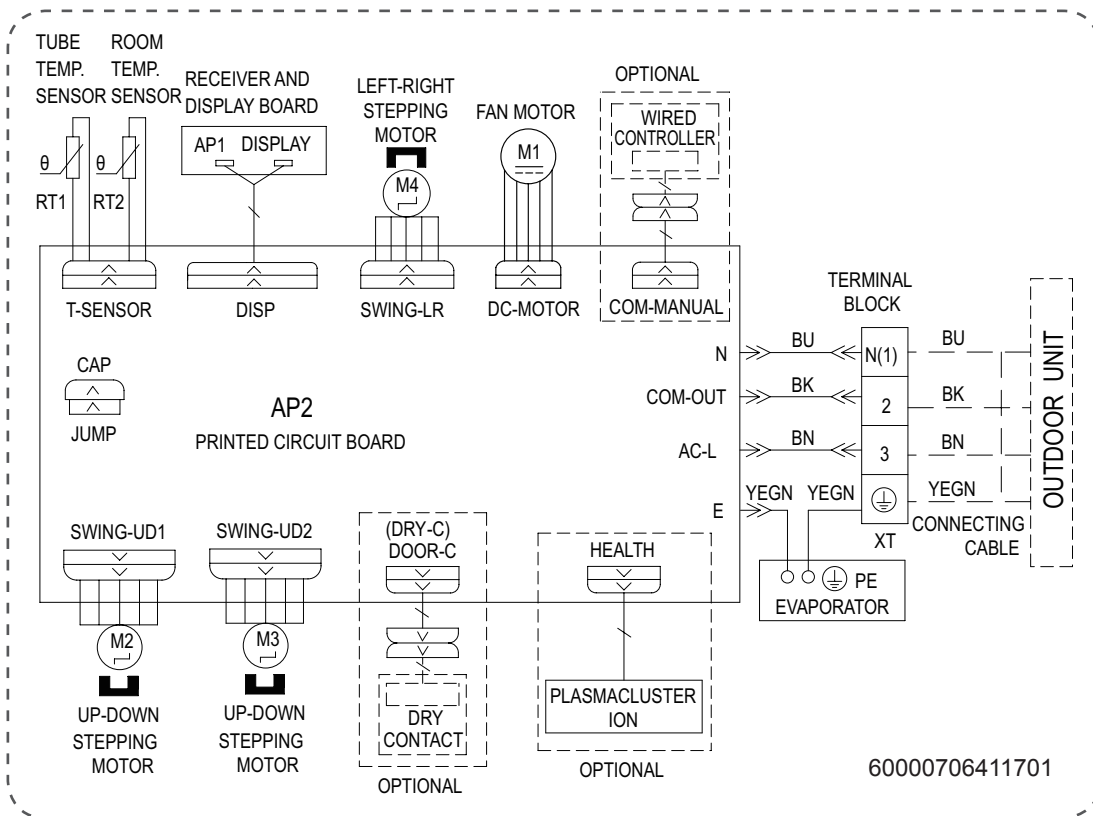 TUBE
TEMP.
SENSOR
ROOM
TEMP.
SENSOR
RECEIVER AND
DISPLAY BOARD
AP1 DISPLAY
LEFT-RIGHT
STEPPING
MOTOR
M4
FAN MOTOR
M1
OPTIONAL
WIRED
CONTROLLER
θ
RT1
θ
RT2
T-SENSOR
DISP
SWING-LR
DC-MOTOR
COM-MANUAL
CAP
JUMP
AP2
PRINTED CIRCUIT BOARD
TERMINAL
BLOCK
N
BU
N(1)
BU
COM-OUT
BK
2
BK
AC-L
BN
3
BN
E
YEGN
YEGN
YEGN
XT
CONNECTING
CABLE
OUTDOOR UNIT
PE
EVAPORATOR
SWING-UD1
M2
UP-DOWN
STEPPING
MOTOR
SWING-UD2
M3
UP-DOWN
STEPPING
MOTOR
(DRY-C)
DOOR-C
DRY
CONTACT
OPTIONAL
HEALTH
PLASMACLUSTER
ION
OPTIONAL
60000706411701